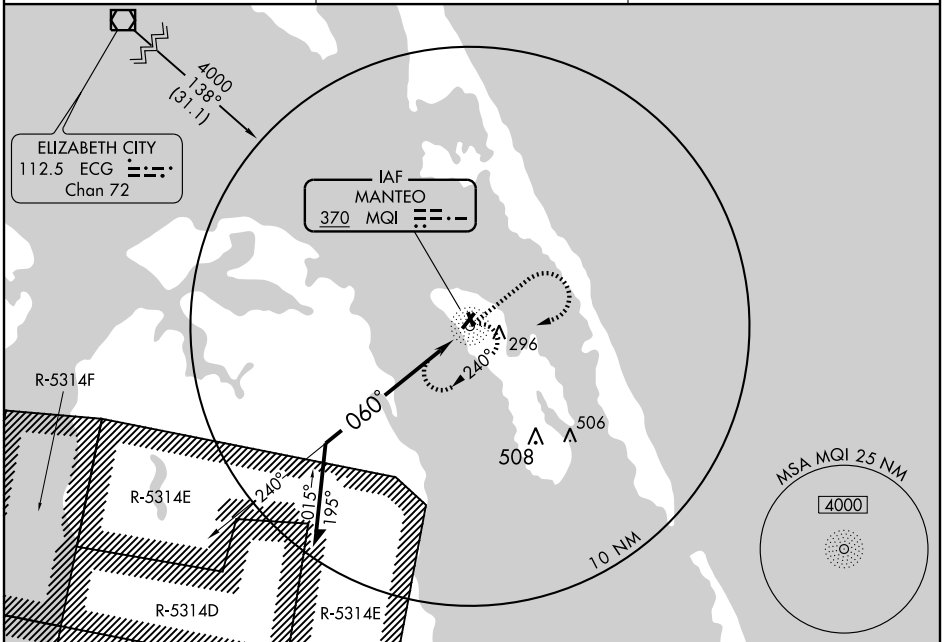 4000
138°
(31.1)
ELIZABETH CITY
112.5 ECG
Chan 72
IAF
MANTEO
370 MQI
296
240°
060°
R-5314F
506
508
MSA MQI 25 NM
4000
R-5314E
240°
015°
195°
10 NM
R-5314D
R-5314E